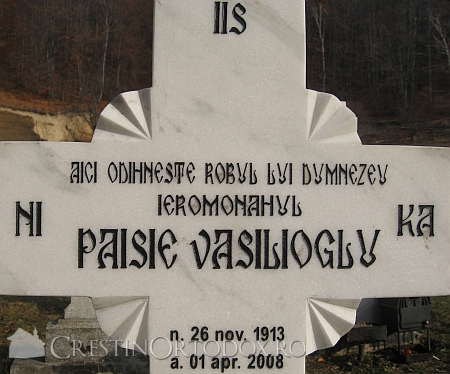 IIS
AICI ODIHNESTE ROBUL LUI DUMNEZEU
IEROMONAHUL
NI KA
PAISIE VASILIOGLU
n. 26 nov. 1913
a. 01 apr. 2008
CRESTINORTODOX.RO